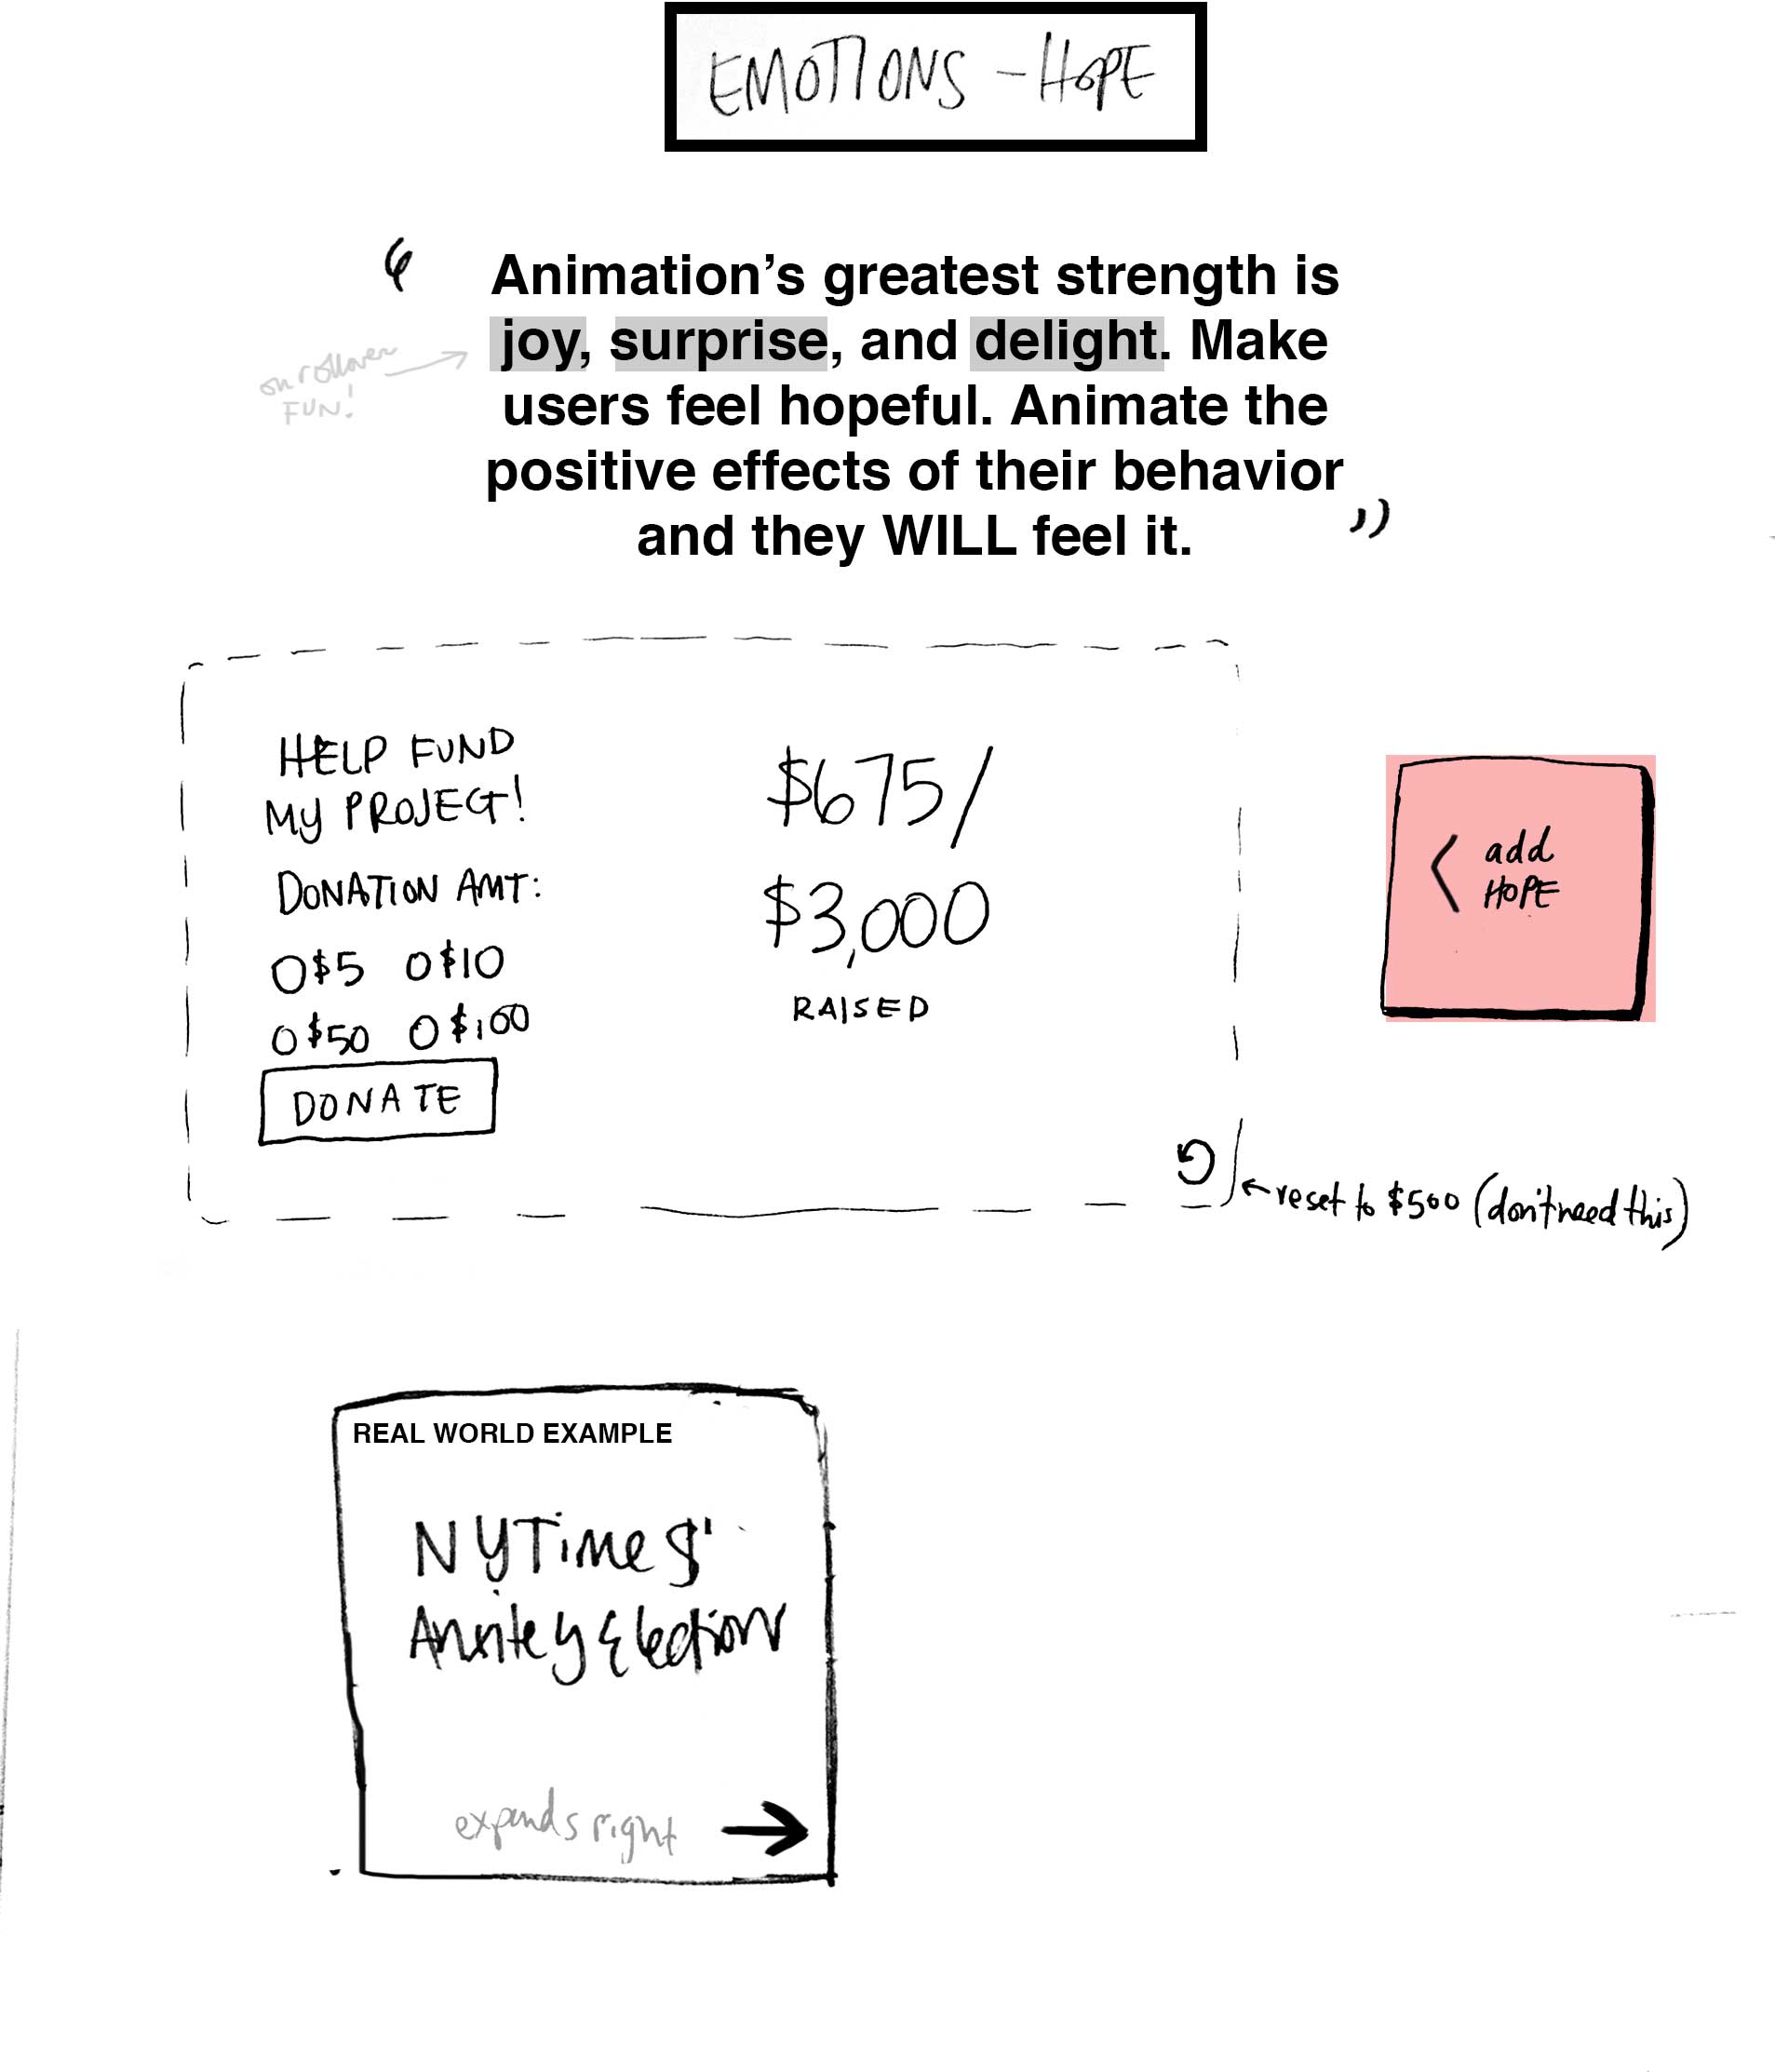 EMOTIONS - HOPE
“ Animation’s greatest strength is
joy, surprise, and delight. Make
users feel hopeful. Animate the
positive effects of their behavior
and they WILL feel it. ”
on rollover
FUN!
HELP FUND
MY PROJECT!
DONATION AMT:
O $5 O $10
O $50 O $100
DONATE
$675/
$3,000
RAISED
< add
HOPE
reset to $500 (don't need this)
REAL WORLD EXAMPLE
NYTimes'
Election
expands right